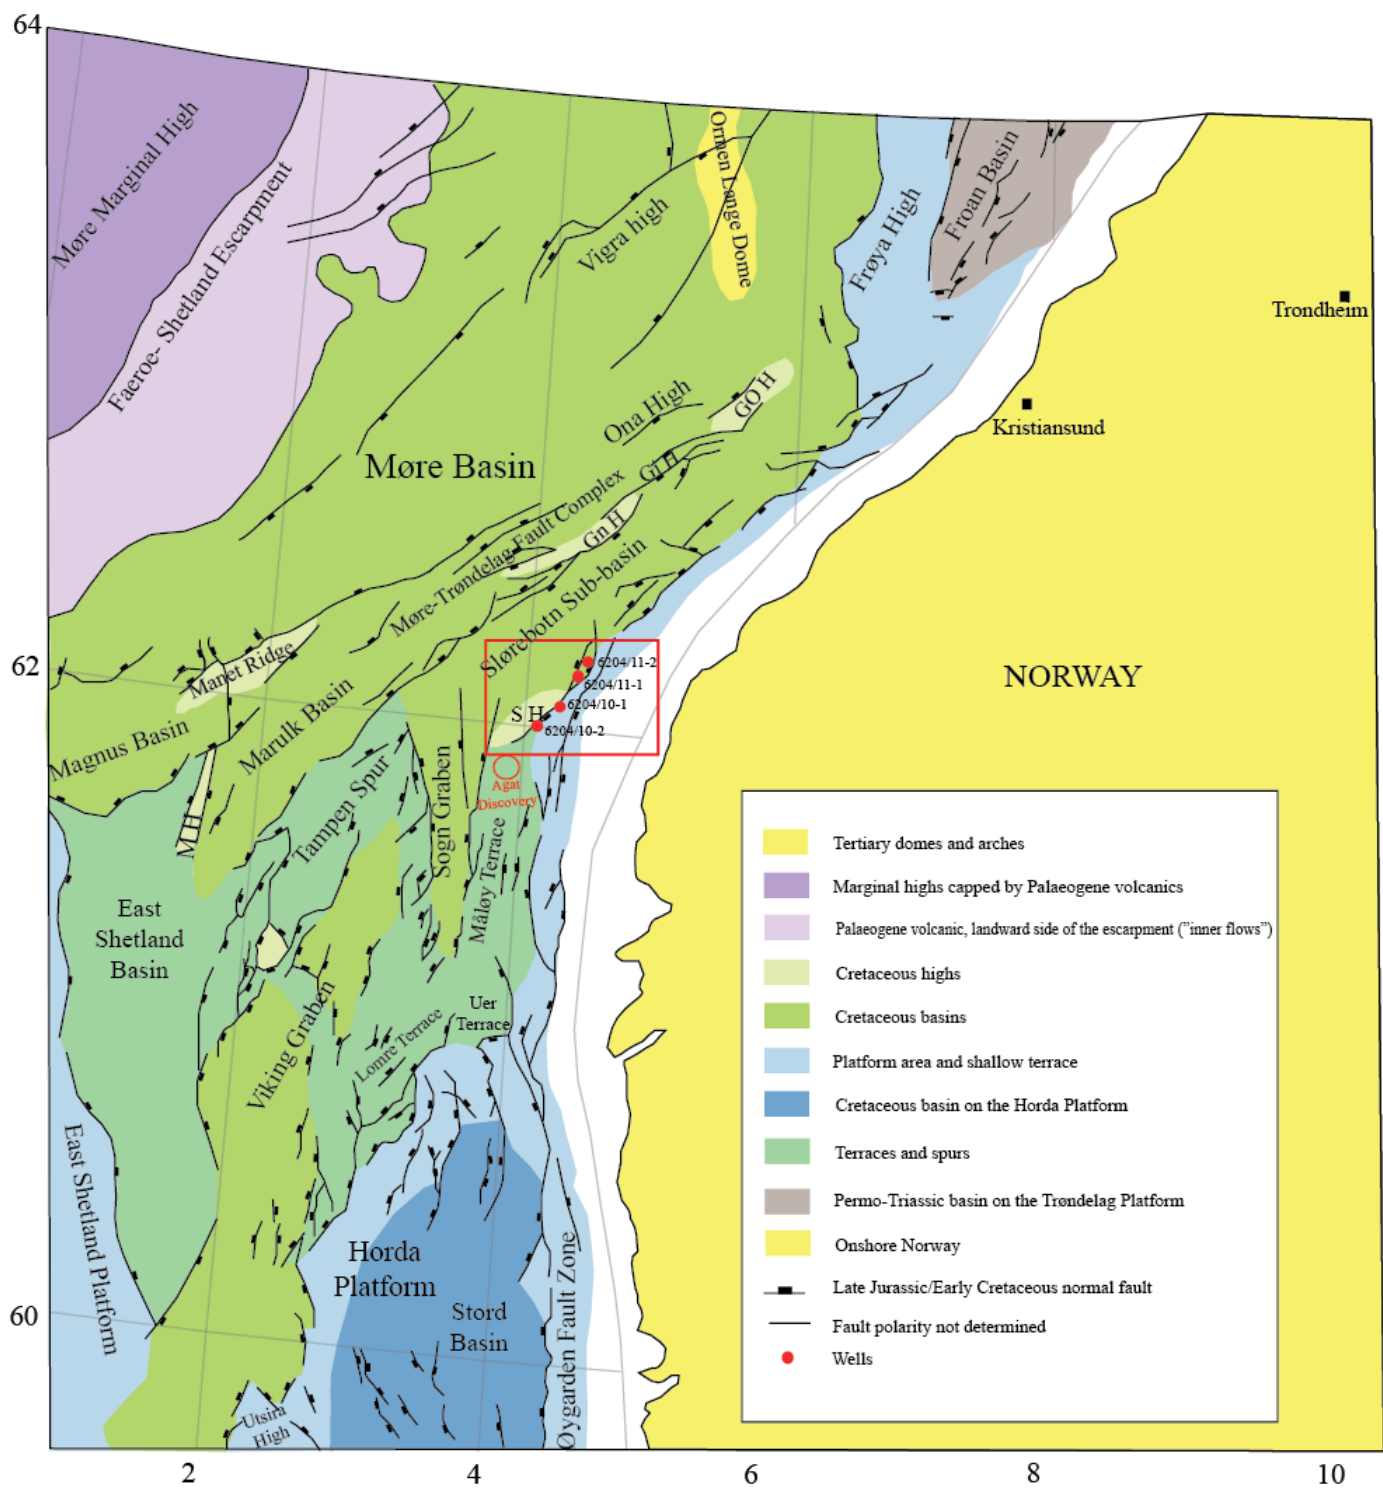 64
Møre Marginal High
Faeroe- Shetland Escarpment
Ormen Lange Dome
Vigra high
Frøya High
Froan Basin
Trondheim
Kristiansund
Ona High
GO H
Møre Basin
Gi H
Møre-Trøndelag Fault Complex
Gn H
Slørebotn Sub-basin
62
Manet Ridge
Magnus Basin
Marulk Basin
6204/11-2
6204/11-1
6204/10-1
S H
6204/10-2
NORWAY
Agat
Discovery
M H
Tampen Spur
Sogn Graben
Måløy Terrace
East
Shetland
Basin
Viking Graben
Lomre Terrace
Uer
Terrace
East Shetland Platform
Horda
Platform
Stord
Basin
Øygarden Fault Zone
60
Utsira
High
Tertiary domes and arches
Marginal highs capped by Palaeogene volcanics
Palaeogene volcanic, landward side of the escarpment ("inner flows")
Cretaceous highs
Cretaceous basins
Platform area and shallow terrace
Cretaceous basin on the Horda Platform
Terraces and spurs
Permo-Triassic basin on the Trøndelag Platform
Onshore Norway
Late Jurassic/Early Cretaceous normal fault
Fault polarity not determined
Wells
2
4
6
8
10